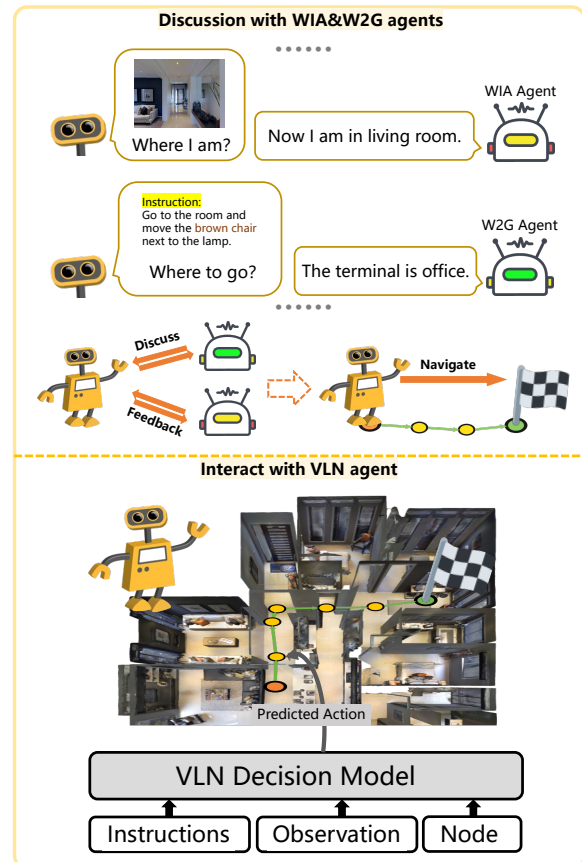 Discussion with WIA&W2G agents
Where I am?
WIA Agent
Now I am in living room.
Instruction:
Go to the room and
move the brown chair
next to the lamp.
Where to go?
W2G Agent
The terminal is office.
Discuss
Feedback
Navigate
Interact with VLN agent
Predicted Action
VLN Decision Model
Instructions
Observation
Node